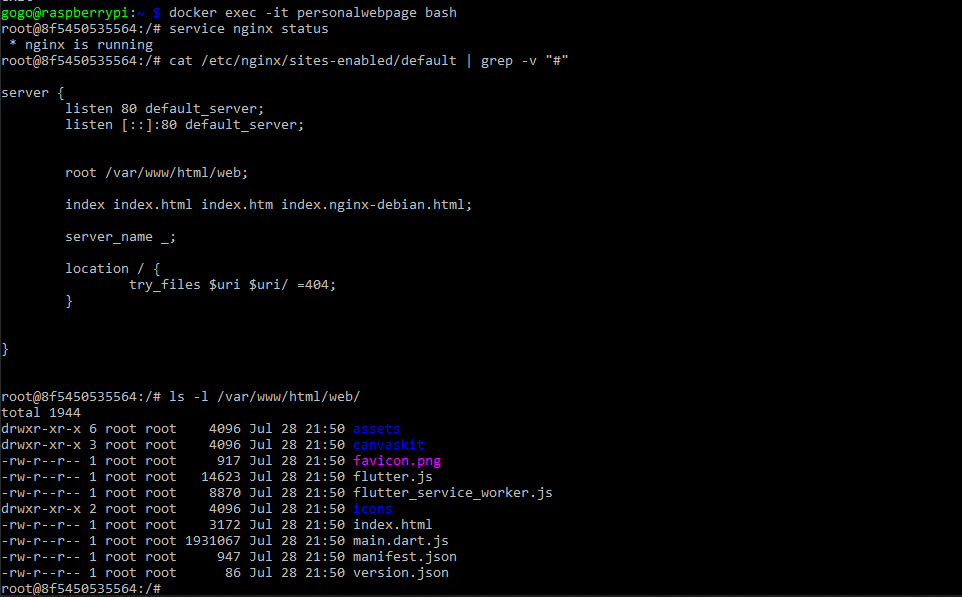 gogo@raspberrypi:~ $ docker exec -it personalwebpage bash
root@8f5450535564:/# service nginx status
 * nginx is running
root@8f5450535564:/# cat /etc/nginx/sites-enabled/default | grep -v "#"
server {
        listen 80 default_server;
        listen [::]:80 default_server;
        root /var/www/html/web;
        index index.html index.htm index.nginx-debian.html;
        server_name _;
        location / {
                try_files $uri $uri/ =404;
        }
}
root@8f5450535564:/# ls -l /var/www/html/web/
total 1944
drwxr-xr-x 6 root root    4096 Jul 28 21:50 assets
drwxr-xr-x 3 root root    4096 Jul 28 21:50 canvaskit
-rw-r--r-- 1 root root     917 Jul 28 21:50 favicon.png
-rw-r--r-- 1 root root   14623 Jul 28 21:50 flutter.js
-rw-r--r-- 1 root root    8870 Jul 28 21:50 flutter_service_worker.js
drwxr-xr-x 2 root root    4096 Jul 28 21:50 icons
-rw-r--r-- 1 root root    3172 Jul 28 21:50 index.html
-rw-r--r-- 1 root root 1931067 Jul 28 21:50 main.dart.js
-rw-r--r-- 1 root root     947 Jul 28 21:50 manifest.json
-rw-r--r-- 1 root root      86 Jul 28 21:50 version.json
root@8f5450535564:/#